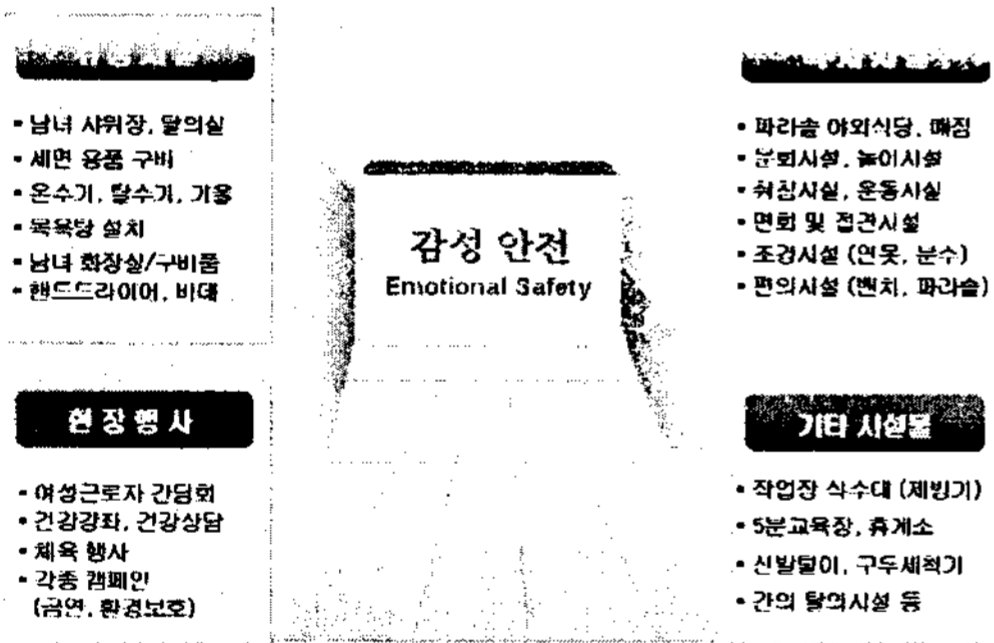 - 남녀 샤워장, 탈의실
- 세면 용품 구비
- 온수기, 탈수기, 거울
- 목욕탕 설치
- 남녀 화장실/구비품
- 핸드드라이어, 비데
감성 안전
Emotional Safety
- 파라솔 야외식당, 매점
- 문화시설, 놀이시설
- 휴침시설, 운동시설
- 면회 및 접견시설
- 조경시설 (연못, 분수)
- 편의시설 (벤치, 파라솔)
현장행사
- 여성근로자 간담회
- 건강강좌, 건강상담
- 체육 행사
- 각종 캠페인
(금연, 환경보호)
기타 시설물
- 작업장 식수대 (제빙기)
- 5분교육장, 휴게소
- 신발털이, 구두세척기
- 간의 탈의시설 등